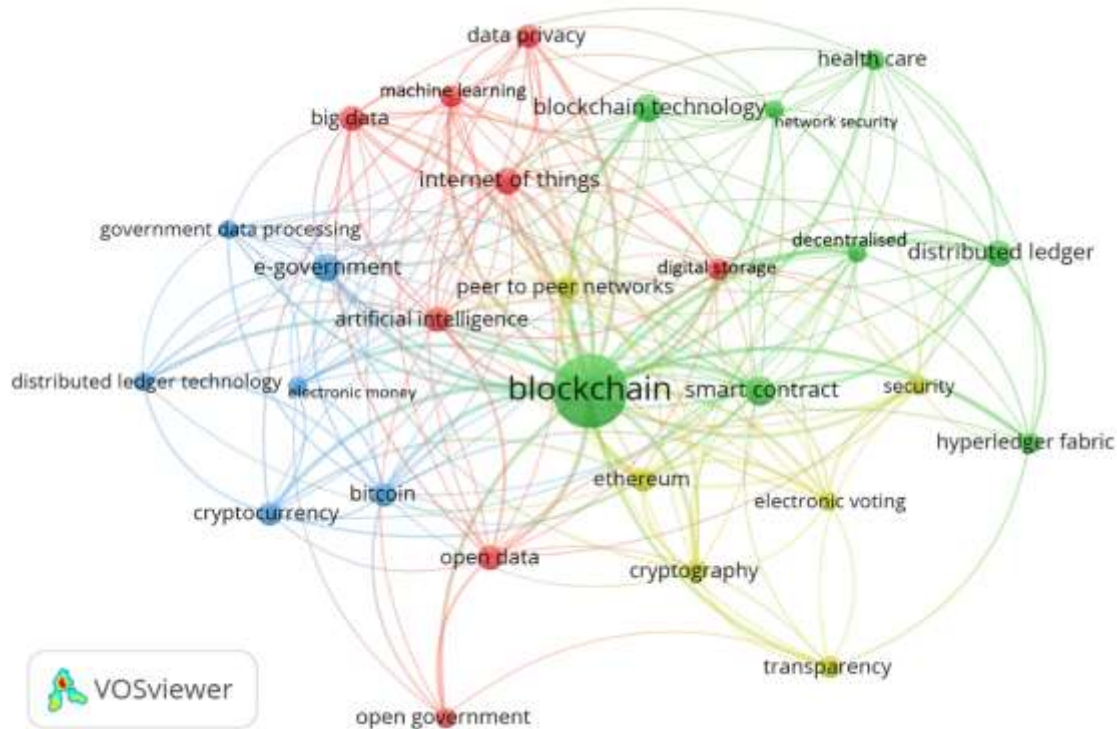 data privacy
health care
machine learning
blockchain technology
big data
network security
internet of things
government data processing
decentralised
distributed ledger
e-government
digital storage
peer to peer networks
artificial intelligence
distributed ledger technology
electronic money
blockchain
smart contract
security
hyperledger fabric
ethereum
bitcoin
electronic voting
cryptocurrency
open data
cryptography
transparency
VOSviewer
open government